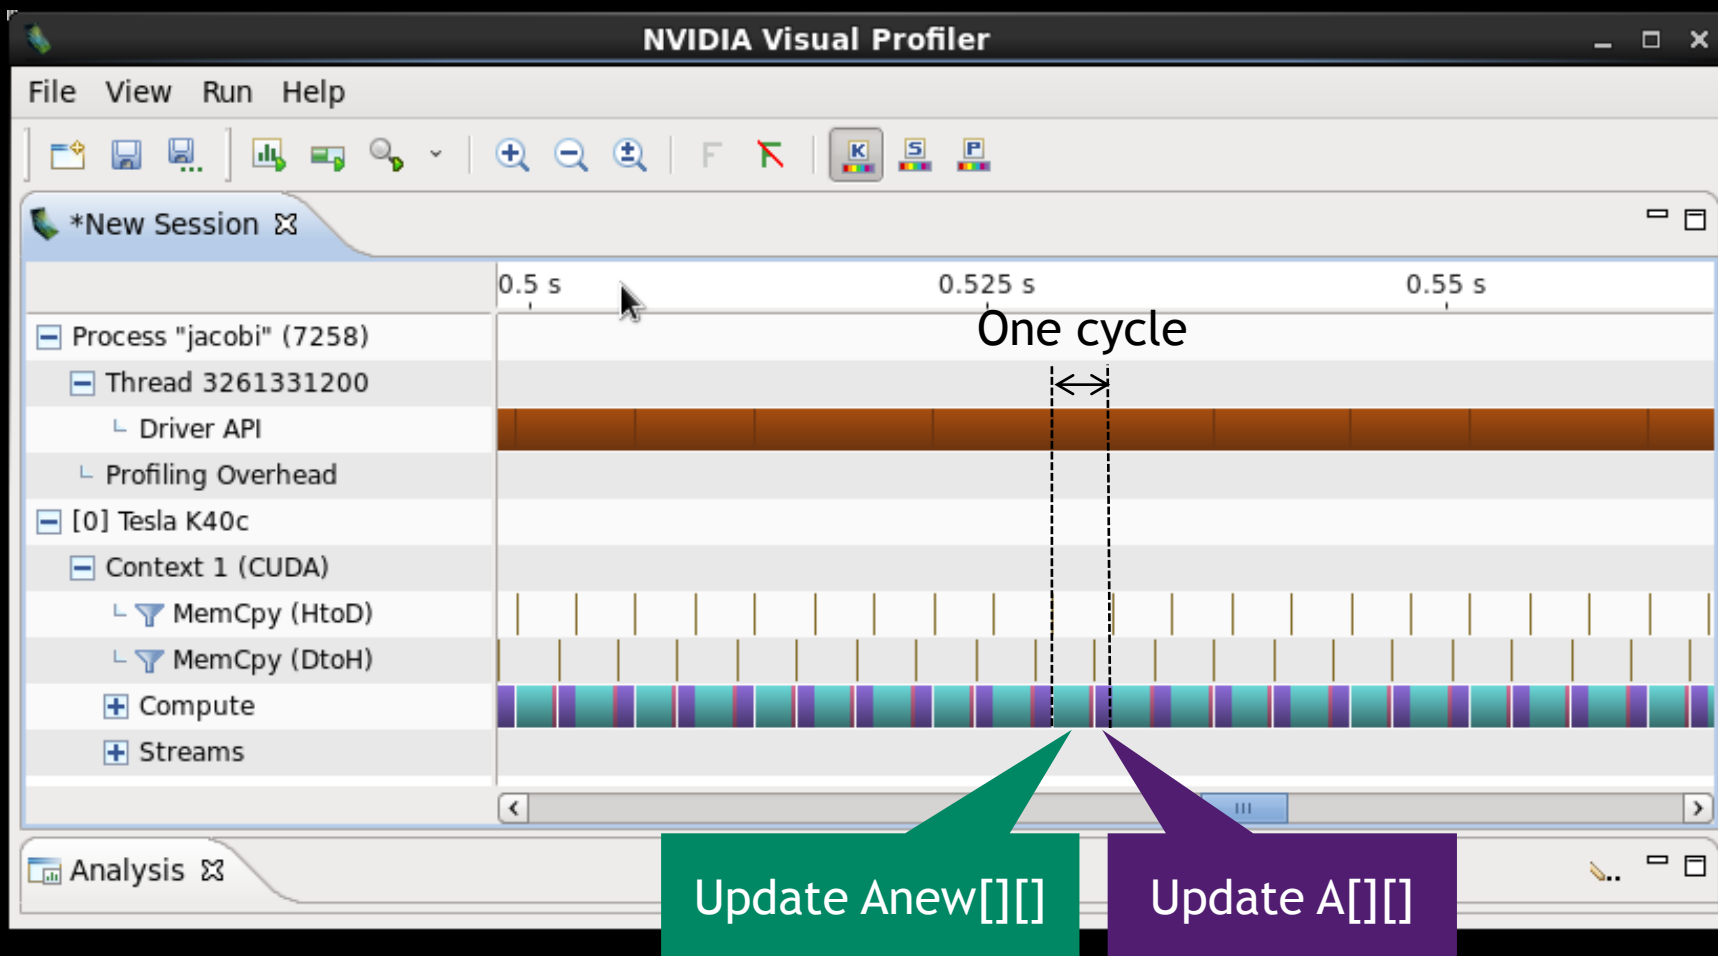 NVIDIA Visual Profiler
File View Run Help
F F K S P
*New Session
0.5 s 0.525 s 0.55 s
One cycle
Process "jacobi" (7258)
Thread 3261331200
Driver API
Profiling Overhead
[0] Tesla K40c
Context 1 (CUDA)
MemCpy (HtoD)
MemCpy (DtoH)
Compute
Streams
Analysis
Update Anew[][]
Update A[][]